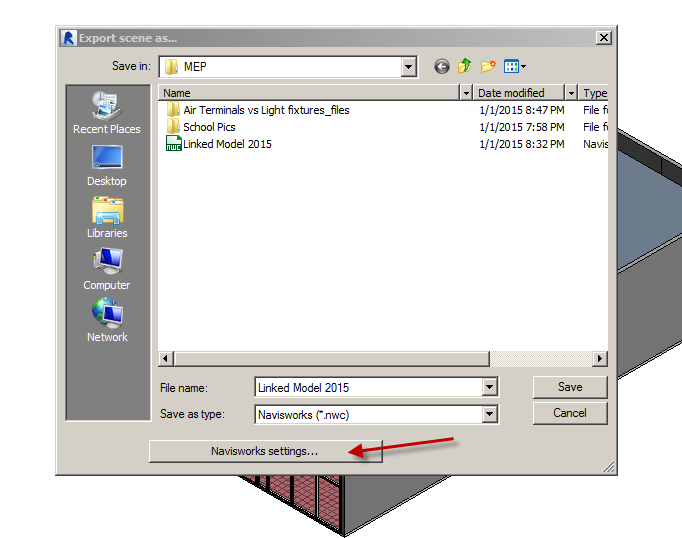 Export scene as...
Save in:
MEP
Name
Date modified
Type
Air Terminals vs Light fixtures_files
1/1/2015 8:47 PM
File f
School Pics
1/1/2015 7:58 PM
File f
nwc
Linked Model 2015
1/1/2015 8:32 PM
Navis
Recent Places
Desktop
Libraries
Computer
Network
File name:
Linked Model 2015
Save
Save as type:
Navisworks (*.nwc)
Cancel
Navisworks settings...